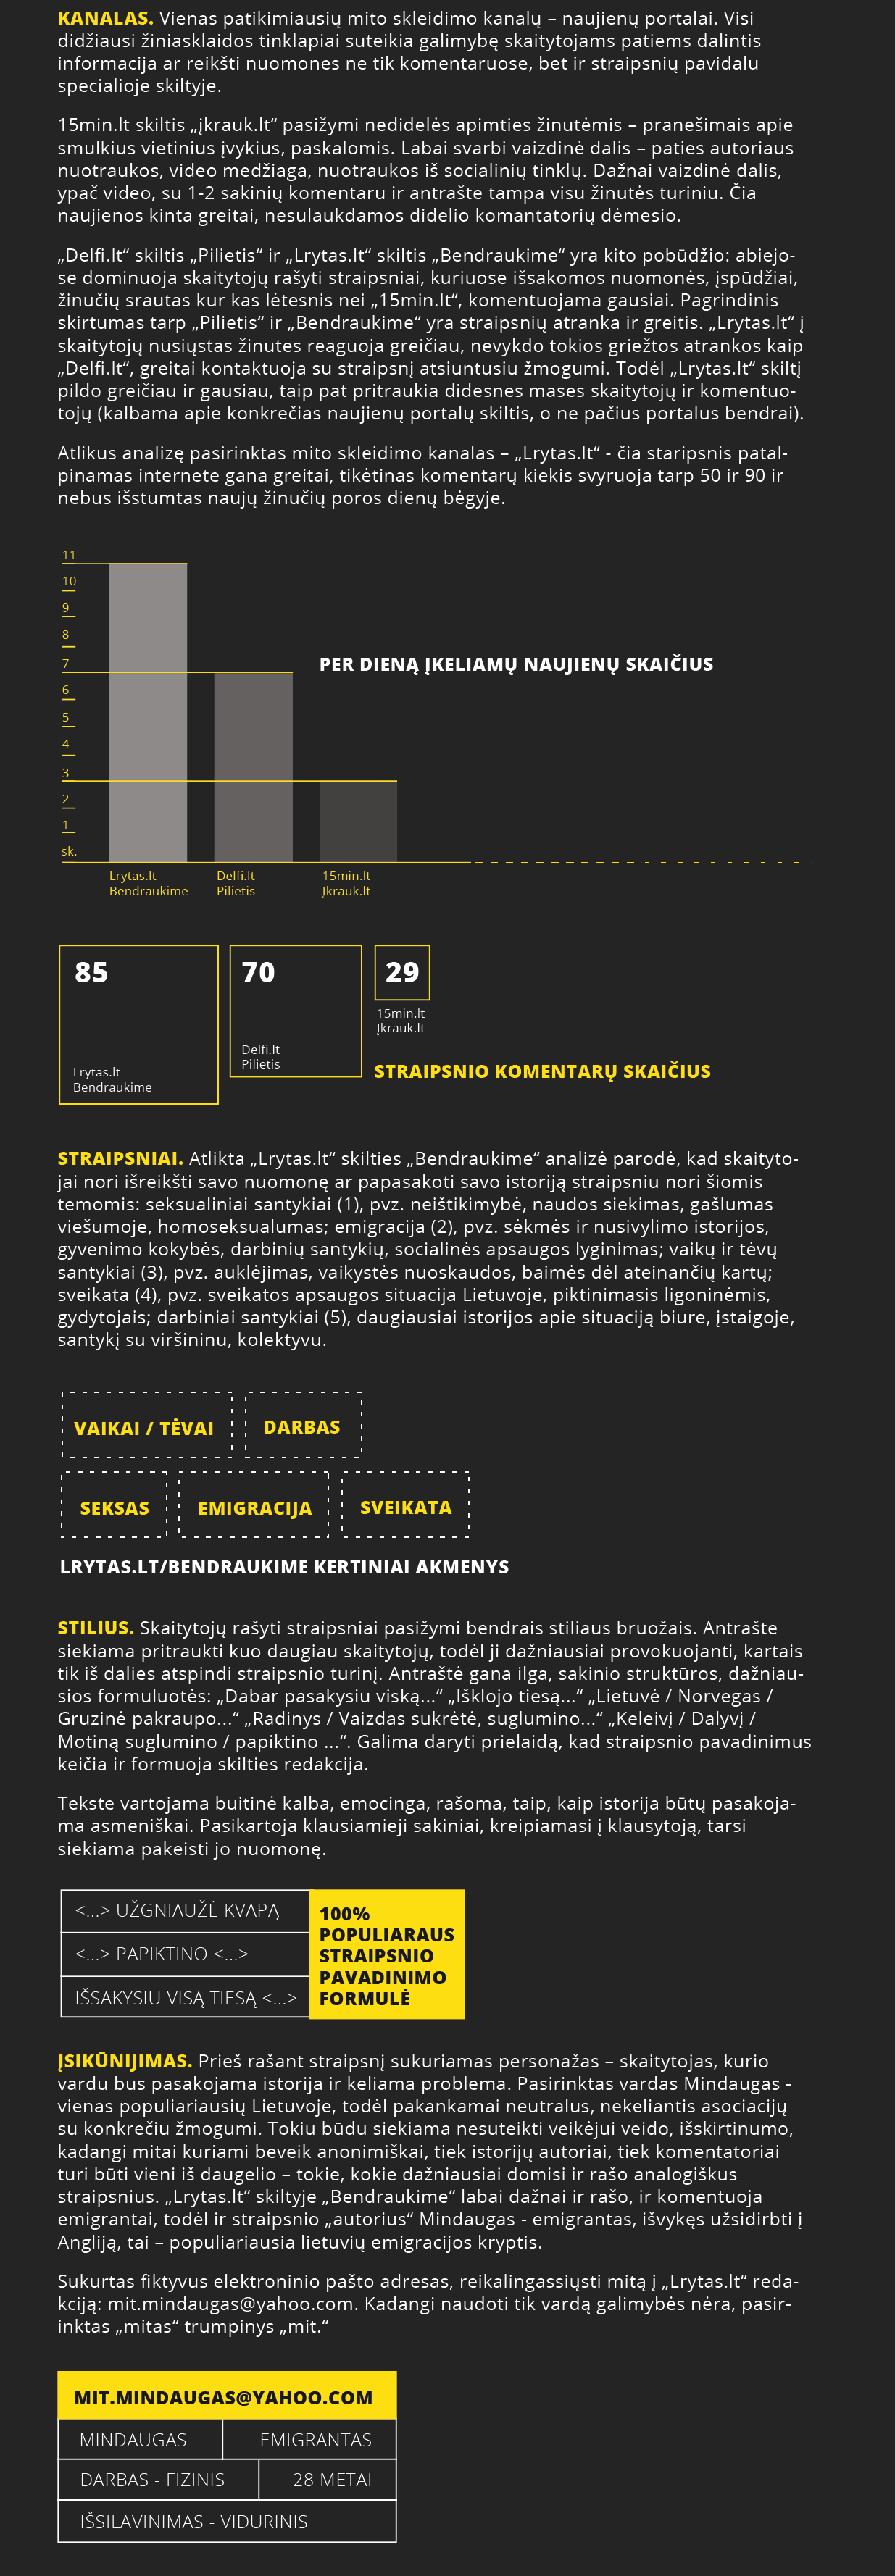 KANALAS. Vienas patikimiausių mito skleidimo kanalų – naujienų portalai. Visi
didžiausi žiniasklaidos tinklapiai suteikia galimybę skaitytojams patiems dalintis
informacija ar reikšti nuomones ne tik komentaruose, bet ir straipsnių pavidalu
specialioje skiltyje.
15min.lt skiltis „įkrauk.lt“ pasižymi nedidelės apimties žinutėmis – pranešimais apie
smulkius vietinius įvykius, paskalomis. Labai svarbi vaizdinė dalis – paties autoriaus
nuotraukos, video medžiaga, nuotraukos iš socialinių tinklų. Dažnai vaizdinė dalis,
ypač video, su 1-2 sakinių komentaru ir antrašte tampa visu žinutės turiniu. Čia
naujienos kinta greitai, nesulaukdamos didelio komantatorių dėmesio.
„Delfi.lt“ skiltis „Pilietis“ ir „Lrytas.lt“ skiltis „Bendraukime“ yra kito pobūdžio: abiejo-
se dominuoja skaitytojų rašyti straipsniai, kuriuose išsakomos nuomonės, įspūdžiai,
žinučių srautas kur kas lėtesnis nei „15min.lt“, komentuojama gausiai. Pagrindinis
skirtumas tarp „Pilietis“ ir „Bendraukime“ yra straipsnių atranka ir greitis. „Lrytas.lt“ į
skaitytojų nusiųstas žinutes reaguoja greičiau, nevykdo tokios griežtos atrankos kaip
„Delfi.lt“, greitai kontaktuoja su straipsnį atsiuntusiu žmogumi. Todėl „Lrytas.lt“ skiltį
pildo greičiau ir gausiau, taip pat pritraukia didesnes mases skaitytojų ir komentuo-
tojų (kalbama apie konkrečias naujienų portalų skiltis, o ne pačius portalus bendrai).
Atlikus analizę pasirinktas mito skleidimo kanalas – „Lrytas.lt“ - čia staripsnis patal-
pinamas internete gana greitai, tikėtinas komentarų kiekis svyruoja tarp 50 ir 90 ir
nebus išstumtas naujų žinučių poros dienų bėgyje.
11
10
9
8
7
6
5
4
3
2
1
sk.
PER DIENĄ ĮKELIAMŲ NAUJIENŲ SKAIČIUS
Lrytas.lt Delfi.lt 15min.lt
Bendraukime Pilietis Įkrauk.lt
85 70 29
15min.lt
Įkrauk.lt
Delfi.lt
Pilietis
Lrytas.lt
Bendraukime
STRAIPSNIO KOMENTARŲ SKAIČIUS
STRAIPSNIAI. Atlikta „Lrytas.lt“ skilties „Bendraukime“ analizė parodė, kad skaityto-
jai nori išreikšti savo nuomonę ar papasakoti savo istoriją straipsniu nori šiomis
temomis: seksualiniai santykiai (1), pvz. neištikimybė, naudos siekimas, gašlumas
viešumoje, homoseksualumas; emigracija (2), pvz. sėkmės ir nusivylimo istorijos,
gyvenimo kokybės, darbinių santykių, socialinės apsaugos lyginimas; vaikų ir tėvų
santykiai (3), pvz. auklėjimas, vaikystės nuoskaudos, baimės dėl ateinančių kartų;
sveikata (4), pvz. sveikatos apsaugos situacija Lietuvoje, piktinimasis ligoninėmis,
gydytojais; darbiniai santykiai (5), daugiausiai istorijos apie situaciją biure, įstaigoje,
santykį su viršininu, kolektyvu.
VAIKAI / TĖVAI DARBAS
SEKSAS EMIGRACIJA SVEIKATA
LRYTAS.LT/BENDRAUKIME KERTINIAI AKMENYS
STILIUS. Skaitytojų rašyti straipsniai pasižymi bendrais stiliaus bruožais. Antrašte
siekiama pritraukti kuo daugiau skaitytojų, todėl ji dažniausiai provokuojanti, kartais
tik iš dalies atspindi straipsnio turinį. Antraštė gana ilga, sakinio struktūros, dažniau-
sios formuluotės: „Dabar pasakysiu viską...“ „Išklojo tiesą...“ „Lietuvė / Norvegas /
Gruzinė pakraupo...“ „Radinys / Vaizdas sukrėtė, suglumino...“ „Keleivį / Dalyvį /
Motiną suglumino / papiktino ...“. Galima daryti prielaidą, kad straipsnio pavadinimus
keičia ir formuoja skilties redakcija.
Tekste vartojama buitinė kalba, emocinga, rašoma, taip, kaip istorija būtų pasakoja-
ma asmeniškai. Pasikartoja klausiamieji sakiniai, kreipiamasi į klausytoją, tarsi
siekiama pakeisti jo nuomonę.
<...> UŽGNIAUŽĖ KVAPĄ
<...> PAPIKTINO <...>
IŠSAKYSIU VISĄ TIESĄ <...>
100%
POPULIARAUS
STRAIPSNIO
PAVADINIMO
FORMULĖ
ĮSIKŪNIJIMAS. Prieš rašant straipsnį sukuriamas personažas – skaitytojas, kurio
vardu bus pasakojama istorija ir keliama problema. Pasirinktas vardas Mindaugas -
vienas populiariausių Lietuvoje, todėl pakankamai neutralus, nekeliantis asociacijų
su konkrečiu žmogumi. Tokiu būdu siekiama nesuteikti veikėjui veido, išskirtinumo,
kadangi mitai kuriami beveik anonimiškai, tiek istorijų autoriai, tiek komentatoriai
turi būti vieni iš daugelio – tokie, kokie dažniausiai domisi ir rašo analogiškus
straipsnius. „Lrytas.lt“ skiltyje „Bendraukime“ labai dažnai ir rašo, ir komentuoja
emigrantai, todėl ir straipsnio „autorius“ Mindaugas - emigrantas, išvykęs užsidirbti į
Angliją, tai – populiariausia lietuvių emigracijos kryptis.
Sukurtas fiktyvus elektroninio pašto adresas, reikalingassiųsti mitą į „Lrytas.lt“ reda-
kciją: mit.mindaugas@yahoo.com. Kadangi naudoti tik vardą galimybės nėra, pasir-
inktas „mitas“ trumpinys „mit.“
MIT.MINDAUGAS@YAHOO.COM
MINDAUGAS EMIGRANTAS
DARBAS - FIZINIS 28 METAI
IŠSILAVINIMAS - VIDURINIS